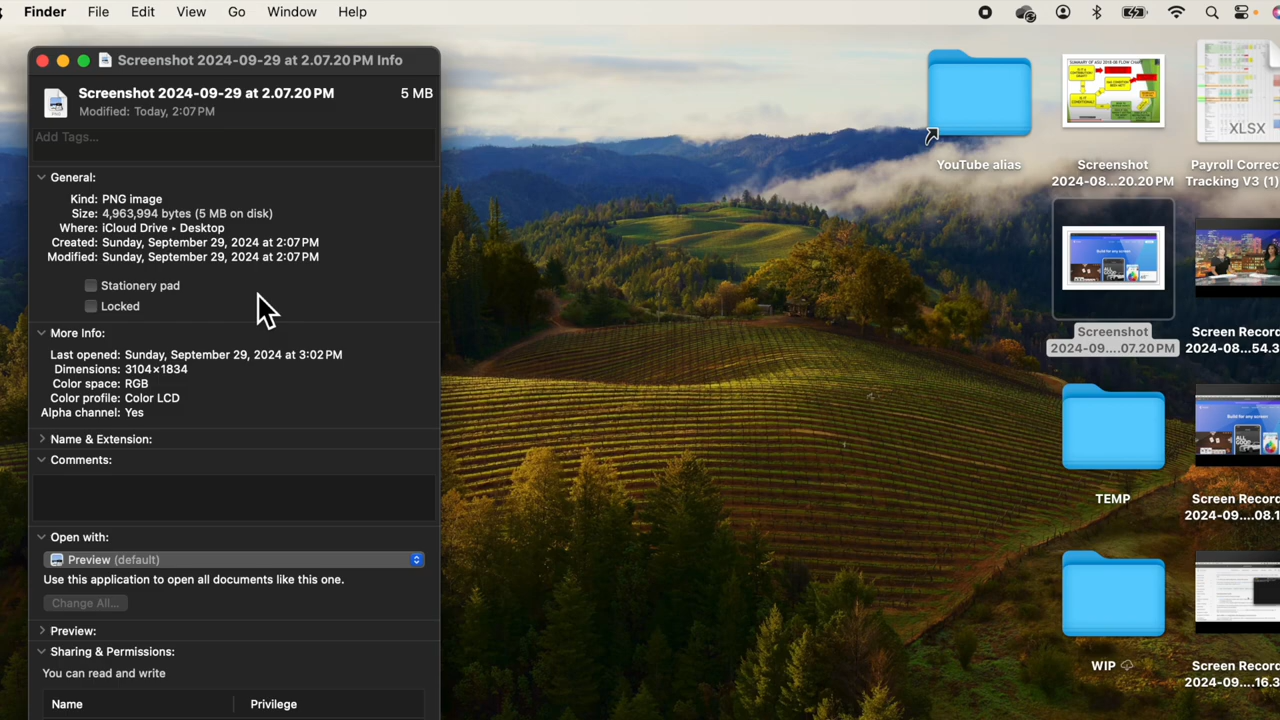 Finder File Edit View Go Window Help
Screenshot 2024-09-29 at 2.07.20 PM Info
Screenshot 2024-09-29 at 2.07.20 PM 5 MB
Modified: Today, 2:07 PM
Add Tags...
General:
Kind: PNG image
Size: 4,963,994 bytes (5 MB on disk)
Where: iCloud Drive ▸ Desktop
Created: Sunday, September 29, 2024 at 2:07 PM
Modified: Sunday, September 29, 2024 at 2:07 PM
Stationery pad
Locked
More Info:
Last opened: Sunday, September 29, 2024 at 3:02 PM
Dimensions: 3104×1834
Color space: RGB
Color profile: Color LCD
Alpha channel: Yes
Name & Extension:
Comments:
Open with:
Preview (default)
Use this application to open all documents like this one.
Change All...
Preview:
Sharing & Permissions:
You can read and write
Name Privilege
YouTube alias
Screenshot
2024-08...20.20 PM
XLSX
Payroll Correc
Tracking V3 (1)
Build for any screen
Screenshot
2024-09....07.20 PM
Screen Record
2024-08...54.3
TEMP
Build for any screen
Screen Record
2024-09....08.1
WIP
Screen Record
2024-09....16.3